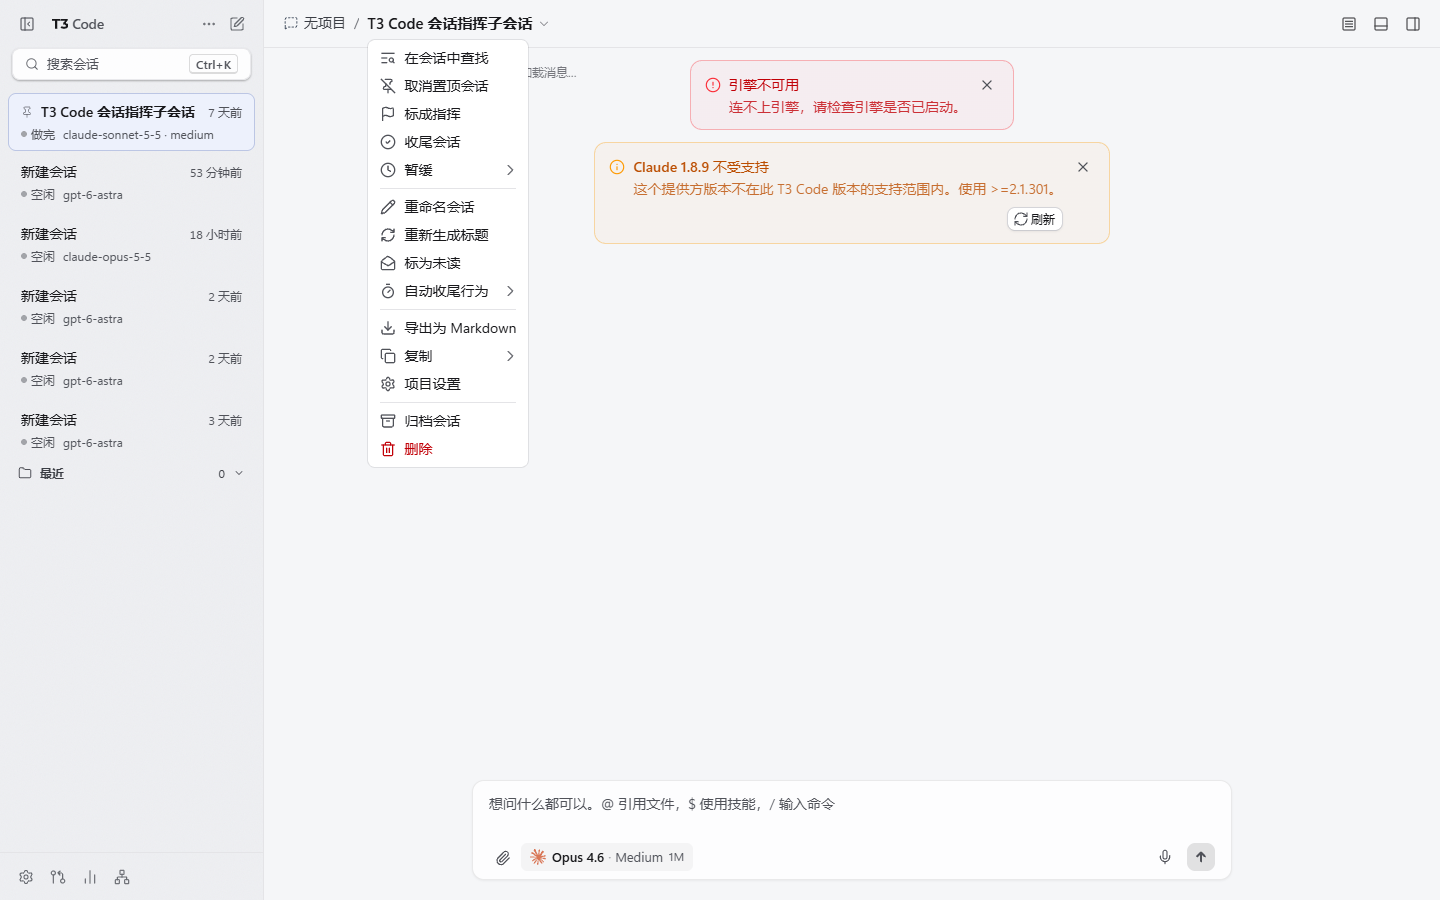 T3 Code
搜索会话
Ctrl+K
T3 Code 会话指挥子会话 7 天前
做完 claude-sonnet-5-5 · medium
新建会话 53 分钟前
空闲 gpt-6-astra
新建会话 18 小时前
空闲 claude-opus-5-5
新建会话 2 天前
空闲 gpt-6-astra
新建会话 2 天前
空闲 gpt-6-astra
新建会话 3 天前
空闲 gpt-6-astra
最近 0
无项目 / T3 Code 会话指挥子会话
在会话中查找
取消置顶会话
标成指挥
收尾会话
暂缓
重命名会话
重新生成标题
标为未读
自动收尾行为
导出为 Markdown
复制
项目设置
归档会话
删除
载消息...
引擎不可用
连不上引擎，请检查引擎是否已启动。
Claude 1.8.9 不受支持
这个提供方版本不在此 T3 Code 版本的支持范围内。使用 >=2.1.301。
刷新
想问什么都可以。@ 引用文件，$ 使用技能，/ 输入命令
Opus 4.6 · Medium 1M